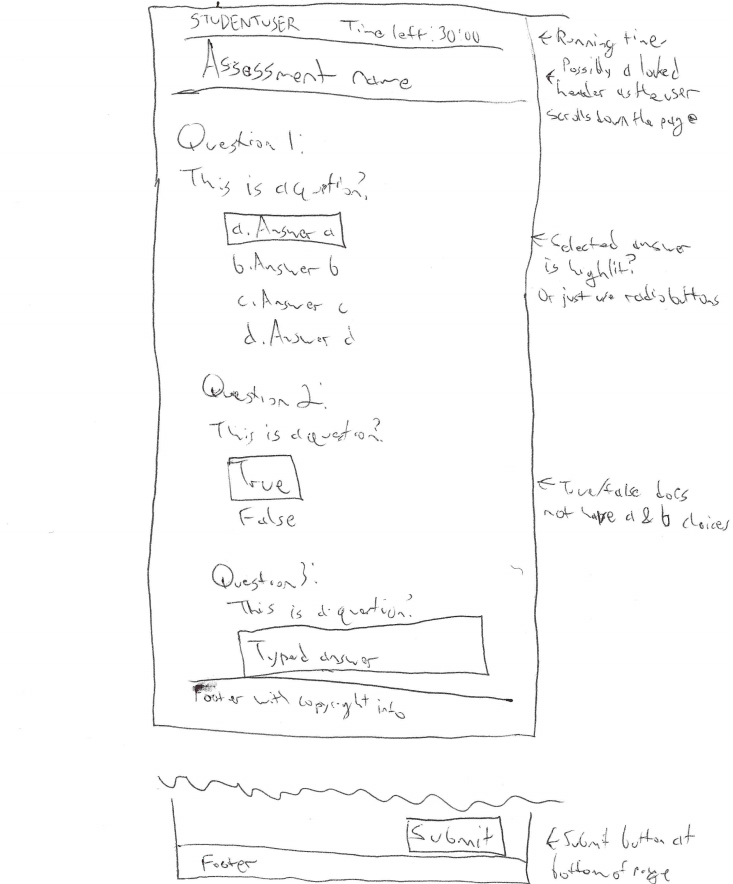 STUDENTUSER Time left: 30:00
Assessment name
← Running timer
← Possibly a locked
header as the user
scrolls down the page
Question 1:
This is a question?
a. Answer a
b. Answer b
c. Answer c
d. Answer d
← Selected answer
is highlit?
Or just use radio buttons
Question 2:
This is a question?
True
False
← True/False does
not have a & b choices
Question 3:
This is a question?
Typed answer
Footer with copyright info
Submit
Footer
← Submit button at
bottom of page